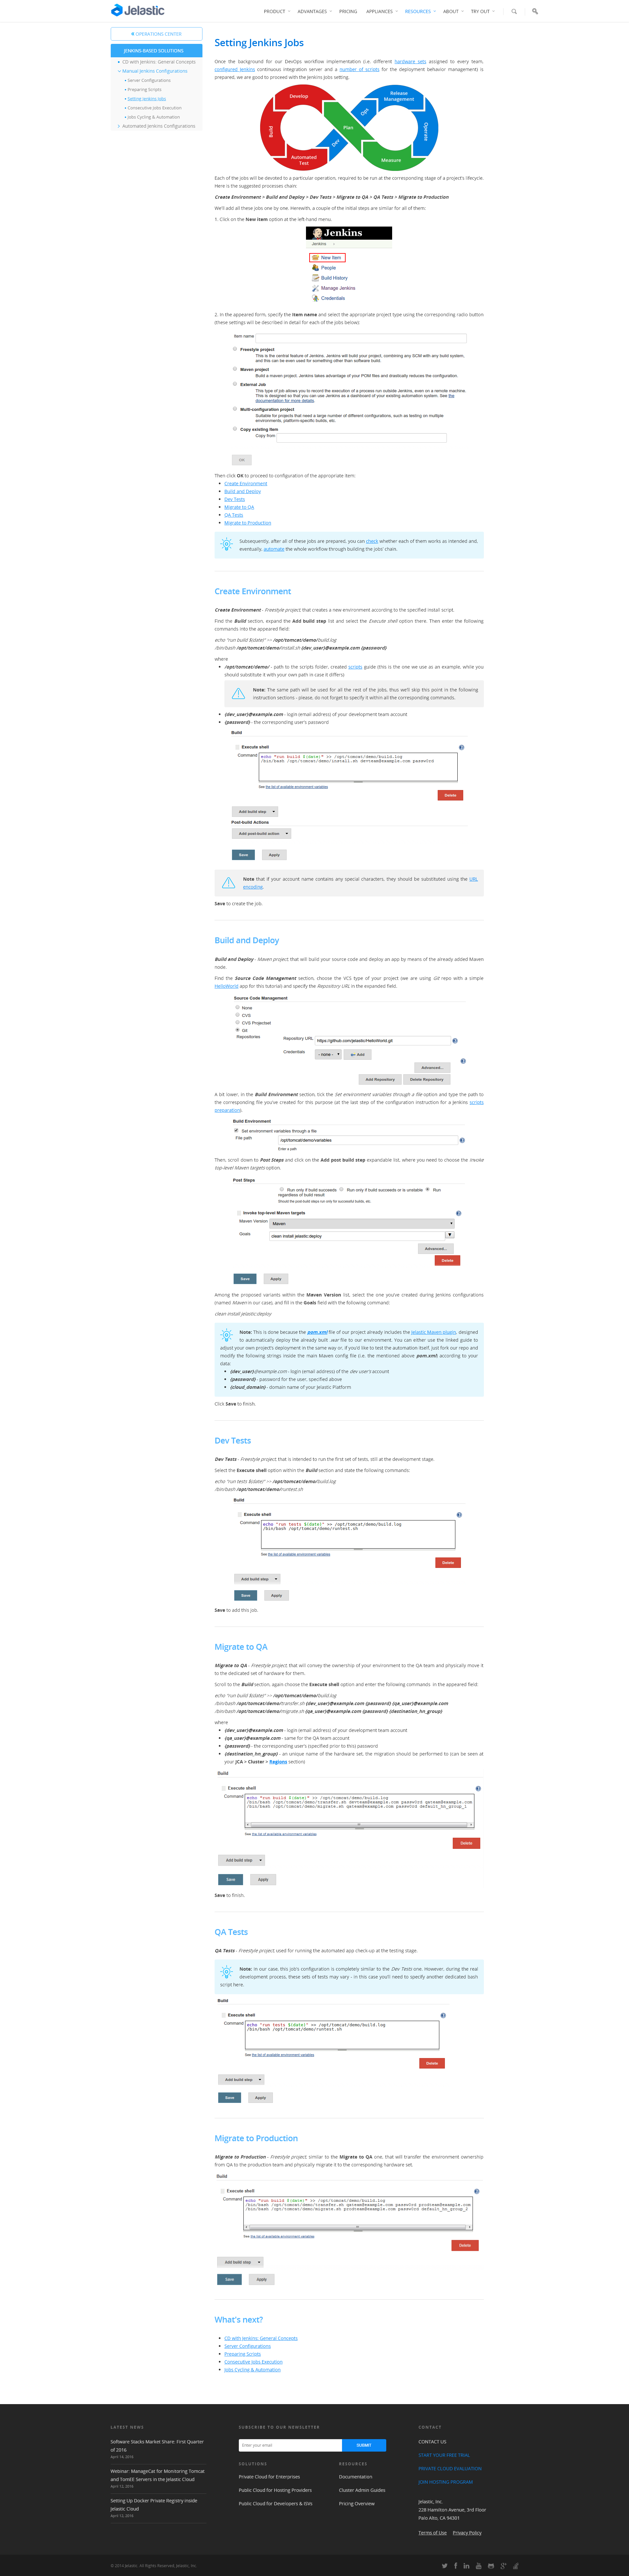 Jelastic
PRODUCT ADVANTAGES PRICING APPLIANCES RESOURCES ABOUT TRY OUT
OPERATIONS CENTER
JENKINS-BASED SOLUTIONS
CD with Jenkins: General Concepts
Manual Jenkins Configurations
Server Configurations
Preparing Scripts
Setting Jenkins Jobs
Consecutive Jobs Execution
Jobs Cycling & Automation
Automated Jenkins Configurations
Setting Jenkins Jobs
Once the background for our DevOps workflow implementation (i.e. different hardware sets assigned to every team,
configured Jenkins continuous integration server and a number of scripts for the deployment behavior management) is
prepared, we are good to proceed with the Jenkins Jobs setting.
Develop
Release Management
Build
Plan
Operate
Dev
Ops
Automated Test
Measure
Each of the jobs will be devoted to a particular operation, required to be run at the corresponding stage of a project's lifecycle.
Here is the suggested processes chain:
Create Environment > Build and Deploy > Dev Tests > Migrate to QA > QA Tests > Migrate to Production
We'll add all these jobs one by one. Herewith, a couple of the initial steps are similar for all of them:
1. Click on the New Item option at the left-hand menu.
Jenkins
Jenkins
New Item
People
Build History
Manage Jenkins
Credentials
2. In the appeared form, specify the Item name and select the appropriate project type using the corresponding radio button
(these settings will be described in detail for each of the jobs below):
Item name
Freestyle project
This is the central feature of Jenkins. Jenkins will build your project, combining any SCM with any build system,
and this can be even used for something other than software build.
Maven project
Build a maven project. Jenkins takes advantage of your POM files and drastically reduces the configuration.
External Job
This type of job allows you to record the execution of a process run outside Jenkins, even on a remote machine.
This is designed so that you can use Jenkins as a dashboard of your existing automation system. See the
documentation for more details.
Multi-configuration project
Suitable for projects that need a large number of different configurations, such as testing on multiple
environments, platform-specific builds, etc.
Copy existing Item
Copy from
OK
Then click OK to proceed to configuration of the appropriate item:
Create Environment
Build and Deploy
Dev Tests
Migrate to QA
QA Tests
Migrate to Production
Subsequently, after all of these jobs are prepared, you can check whether each of them works as intended and,
eventually, automate the whole workflow through building the jobs' chain.
Create Environment
Create Environment - Freestyle project, that creates a new environment according to the specified install script.
Find the Build section, expand the Add build step list and select the Execute shell option there. Then enter the following
commands into the appeared field:
echo "run build $(date)" >> /opt/tomcat/demo/build.log
/bin/bash /opt/tomcat/demo/install.sh {dev_user}@example.com {password}
where
/opt/tomcat/demo/ - path to the scripts folder, created scripts guide (this is the one we use as an example, while you
should substitute it with your own path in case it differs)
Note: The same path will be used for all the rest of the jobs, thus we'll skip this point in the following
instruction sections - please, do not forget to specify it within all the corresponding commands.
{dev_user}@example.com - login (email address) of your development team account
{password} - the corresponding user's password
Build
Execute shell
Command
echo "run build $(date)" >> /opt/tomcat/demo/build.log
/bin/bash /opt/tomcat/demo/install.sh devteam@example.com passw0rd
See the list of available environment variables
Delete
Add build step
Post-build Actions
Add post-build action
Save Apply
Note that if your account name contains any special characters, they should be substituted using the URL
encoding.
Save to create the job.
Build and Deploy
Build and Deploy - Maven project, that will build your source code and deploy an app by means of the already added Maven
node.
Find the Source Code Management section, choose the VCS type of your project (we are using Git repo with a simple
HelloWorld app for this tutorial) and specify the Repository URL in the expanded field.
Source Code Management
None
CVS
CVS Projectset
Git
Repositories
Repository URL https://github.com/jelastic/HelloWorld.git
Credentials - none - Add
Advanced...
Add Repository Delete Repository
A bit lower, in the Build Environment section, tick the Set environment variables through a file option and type the path to
the corresponding file you've created for this purpose (at the last step of the configuration instruction for a Jenkins scripts
preparation).
Build Environment
Set environment variables through a file
File path /opt/tomcat/demo/variables
Enter a path
Then, scroll down to Post Steps and click on the Add post build step expandable list, where you need to choose the Invoke
top-level Maven targets option.
Post Steps
Run only if build succeeds Run only if build succeeds or is unstable Run
regardless of build result
Should the post-build steps run only for successful builds, etc.
Invoke top-level Maven targets
Maven Version Maven
Goals clean install jelastic:deploy
Advanced...
Delete
Save Apply
Among the proposed variants within the Maven Version list, select the one you've created during Jenkins configurations
(named Maven in our case), and fill in the Goals field with the following command:
clean install jelastic:deploy
Note: This is done because the pom.xml file of our project already includes the Jelastic Maven plugin, designed
to automatically deploy the already built .war file to our environment. You can either use the linked code to
adjust your own project's deployment in the same way or, if you'd like just to test the automation itself, just fork our repo and
modify the following strings inside the main Maven config file (i.e. the mentioned above pom.xml) according to your
data:
{dev_user}@example.com - login (email address) of the dev user's account
{password} - password for the user, specified above
{cloud_domain} - domain name of your Jelastic Platform
Click Save to finish.
Dev Tests
Dev Tests - Freestyle project, that is intended to run the first set of tests, still at the development stage.
Select the Execute shell option within the Build section and state the following commands:
echo "run tests $(date)" >> /opt/tomcat/demo/build.log
/bin/bash /opt/tomcat/demo/runtest.sh
Build
Execute shell
Command
echo "run tests $(date)" >> /opt/tomcat/demo/build.log
/bin/bash /opt/tomcat/demo/runtest.sh
See the list of available environment variables
Delete
Add build step
Save Apply
Save to add this job.
Migrate to QA
Migrate to QA - Freestyle project, that will convey the ownership of your environment to the QA team and physically move it
to the dedicated set of hardware for them.
Scroll to the Build section, again choose the Execute shell option and enter the following commands in the appeared field:
echo "run build $(date)" >> /opt/tomcat/demo/build.log
/bin/bash /opt/tomcat/demo/transfer.sh {dev_user}@example.com {password} {qa_user}@example.com
/bin/bash /opt/tomcat/demo/migrate.sh {qa_user}@example.com {password} {destination_hn_group}
where
{dev_user}@example.com - login (email address) of your development team account
{qa_user}@example.com - same for the QA team account
{password} - the corresponding user's (specified prior to this) password
{destination_hn_group} - an unique name of the hardware set, the migration should be performed to (can be seen at
your JCA > Cluster > Regions section)
Build
Execute shell
Command
echo "run build $(date)" >> /opt/tomcat/demo/build.log
/bin/bash /opt/tomcat/demo/transfer.sh devteam@example.com passw0rd qateam@example.com
/bin/bash /opt/tomcat/demo/migrate.sh qateam@example.com passw0rd default_hn_group_1
See the list of available environment variables
Delete
Add build step
Save Apply
Save to finish.
QA Tests
QA Tests - Freestyle project, used for running the automated app check-up at the testing stage.
Note: In our case, this job's configuration is completely similar to the Dev Tests one. However, during the real
development process, these sets of tests may vary - in this case you'll need to specify another dedicated bash
script here.
Build
Execute shell
Command
echo "run tests $(date)" >> /opt/tomcat/demo/build.log
/bin/bash /opt/tomcat/demo/runtest.sh
See the list of available environment variables
Delete
Add build step
Save Apply
Migrate to Production
Migrate to Production - Freestyle project, similar to the Migrate to QA one, that will transfer the environment ownership
from QA to the production team and physically migrate it to the corresponding hardware set.
Build
Execute shell
Command
echo "run build $(date)" >> /opt/tomcat/demo/build.log
/bin/bash /opt/tomcat/demo/transfer.sh qateam@example.com passw0rd prodteam@example.com
/bin/bash /opt/tomcat/demo/migrate.sh prodteam@example.com passw0rd default_hn_group_2
See the list of available environment variables
Delete
Add build step
Save Apply
What's next?
CD with Jenkins: General Concepts
Server Configurations
Preparing Scripts
Consecutive Jobs Execution
Jobs Cycling & Automation
LATEST NEWS
Software Stacks Market Share: First Quarter
of 2016
April 14, 2016
Webinar: ManageCat for Monitoring Tomcat
and TomEE Servers in the Jelastic Cloud
April 12, 2016
Setting Up Docker Private Registry inside
Jelastic Cloud
April 12, 2016
SUBSCRIBE TO OUR NEWSLETTER
Enter your email SUBMIT
SOLUTIONS
Private Cloud for Enterprises
Public Cloud for Hosting Providers
Public Cloud for Developers & ISVs
RESOURCES
Documentation
Cluster Admin Guides
Pricing Overview
CONTACT
CONTACT US
START YOUR FREE TRIAL
PRIVATE CLOUD EVALUATION
JOIN HOSTING PROGRAM
Jelastic, Inc.
228 Hamilton Avenue, 3rd Floor
Palo Alto, CA 94301
Terms of Use Privacy Policy
© 2016 Jelastic. All Rights Reserved. Jelastic, Inc.